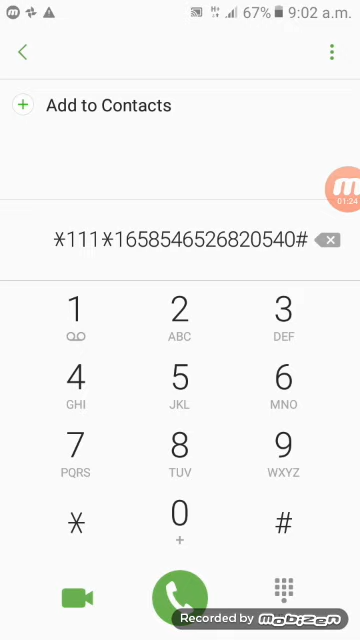 67% 9:02 a.m.
Add to Contacts
01:24
*111*1658546526820540#
1 2 3
ABC DEF
4 5 6
GHI JKL MNO
7 8 9
PQRS TUV WXYZ
* 0 #
+
Recorded by mobizen